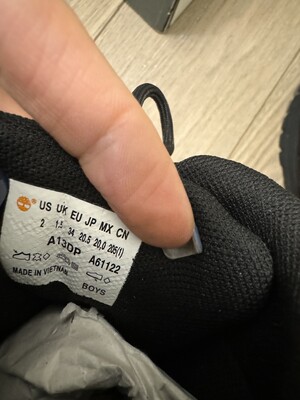 US UK EU JP MX CN
2 1.5 34 20.5 20.0 205(1)
A13OP A61122
MADE IN VIETNAM
BOYS